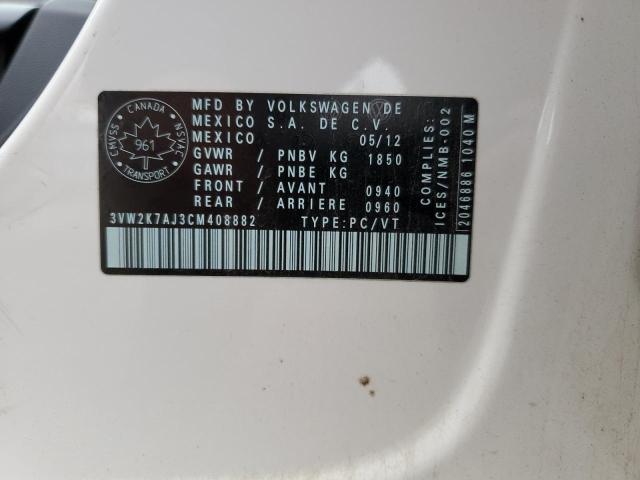 CANADA
CMVSS
NSVAC
961
TRANSPORT
MFD BY VOLKSWAGEN DE
MEXICO S.A. DE C.V.
MEXICO 05/12
GVWR / PNBV KG 1850
GAWR / PNBE KG
FRONT / AVANT 0940
REAR / ARRIERE 0960
3VW2K7AJ3CM408882 TYPE:PC/VT
COMPLIES:
ICES/NMB-002
2046886 1040 M